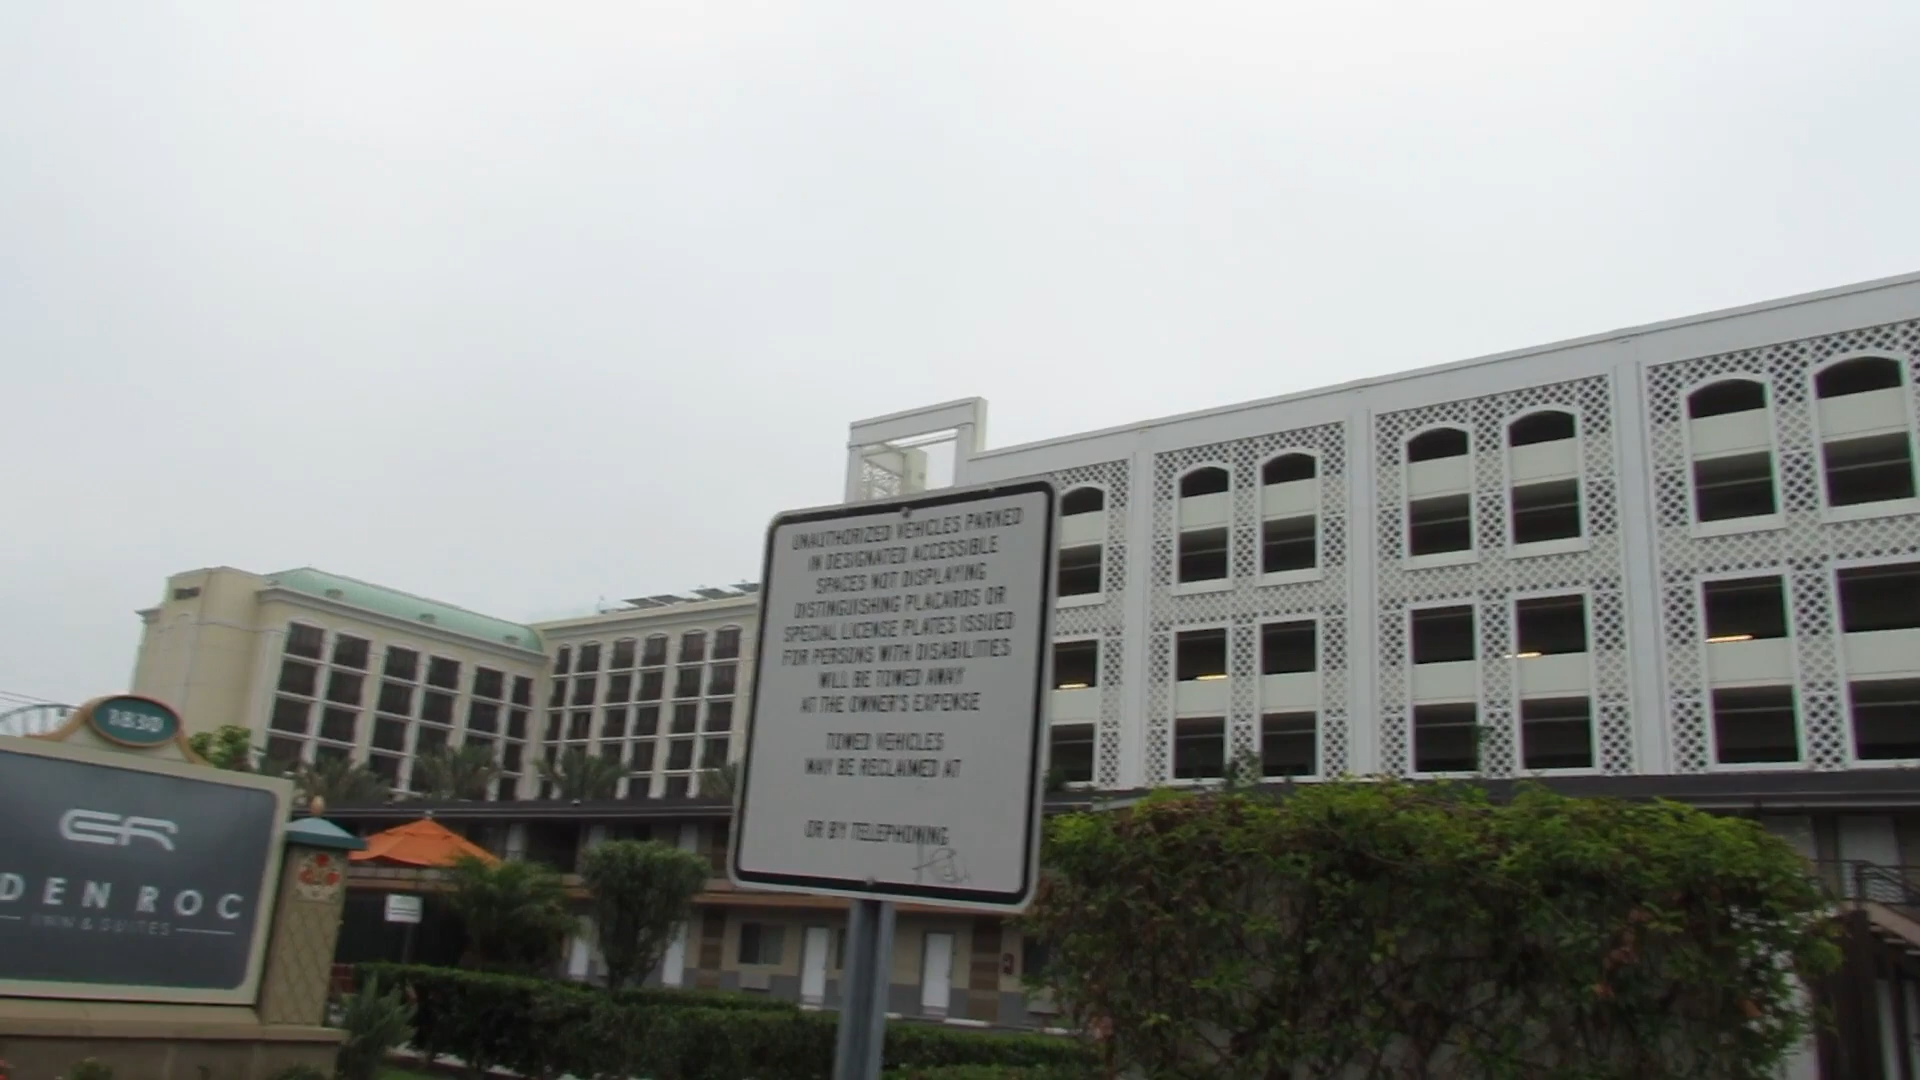 UNAUTHORIZED VEHICLES PARKED
IN DESIGNATED ACCESSIBLE
SPACES NOT DISPLAYING
DISTINGUISHING PLACARDS OR
SPECIAL LICENSE PLATES ISSUED
FOR PERSONS WITH DISABILITIES
WILL BE TOWED AWAY
AT THE OWNER'S EXPENSE
TOWED VEHICLES
MAY BE RECLAIMED AT
OR BY TELEPHONING
1830
ER
DEN ROC
INN & SUITES